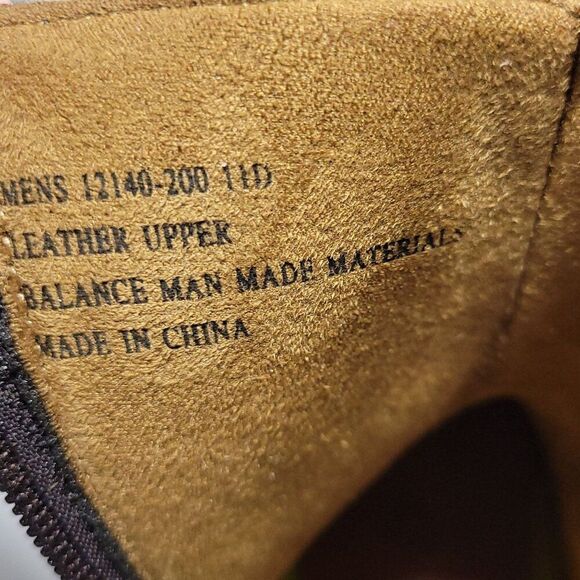 MENS 12140-200 11D
LEATHER UPPER
BALANCE MAN MADE MATERIALS
MADE IN CHINA